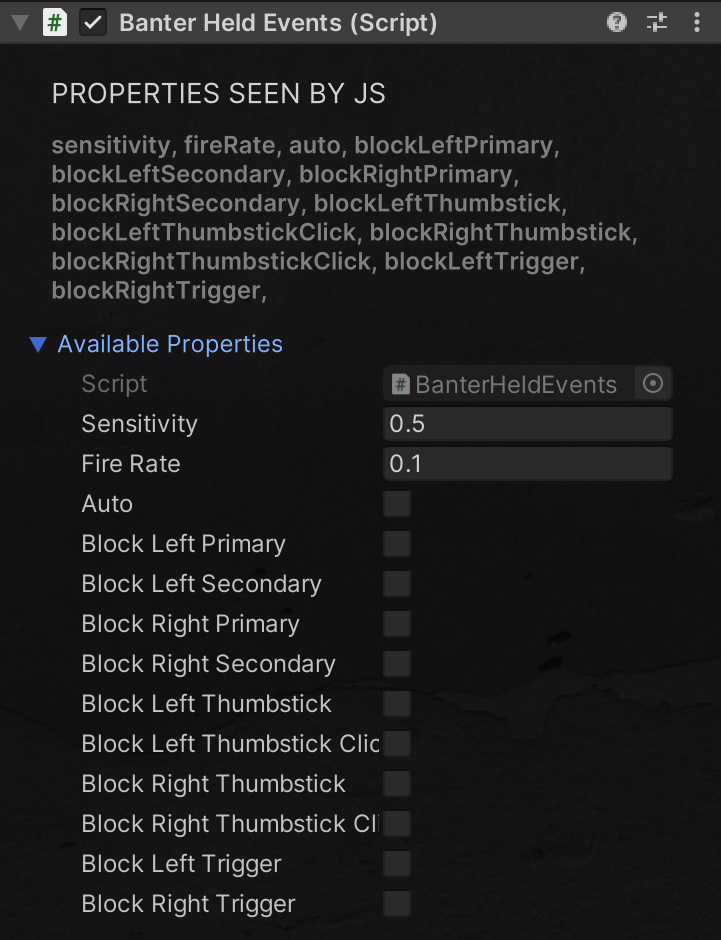 Banter Held Events (Script)
PROPERTIES SEEN BY JS
sensitivity, fireRate, auto, blockLeftPrimary,
blockLeftSecondary, blockRightPrimary,
blockRightSecondary, blockLeftThumbstick,
blockLeftThumbstickClick, blockRightThumbstick,
blockRightThumbstickClick, blockLeftTrigger,
blockRightTrigger,
Available Properties
Script # BanterHeldEvents
Sensitivity 0.5
Fire Rate 0.1
Auto
Block Left Primary
Block Left Secondary
Block Right Primary
Block Right Secondary
Block Left Thumbstick
Block Left Thumbstick Clic
Block Right Thumbstick
Block Right Thumbstick Cli
Block Left Trigger
Block Right Trigger